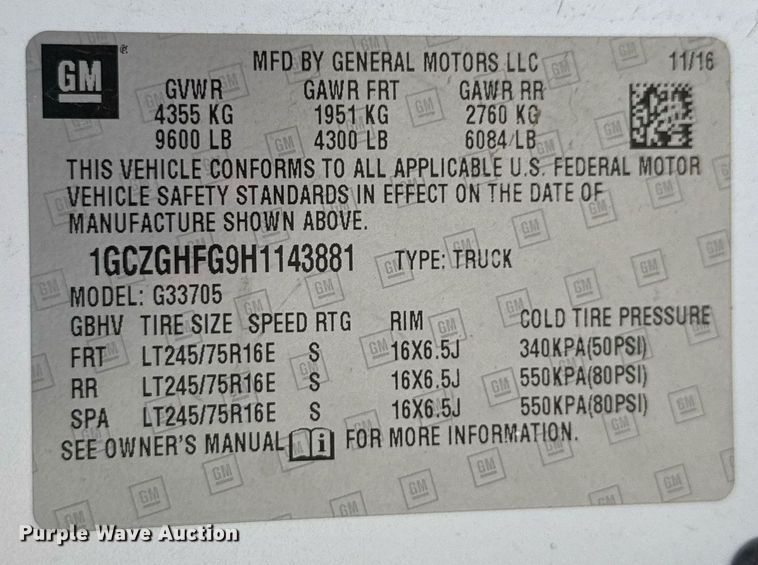 GM
MFD BY GENERAL MOTORS LLC 11/16
GVWR GAWR FRT GAWR RR
4355 KG 1951 KG 2760 KG
9600 LB 4300 LB 6084 LB
THIS VEHICLE CONFORMS TO ALL APPLICABLE U.S. FEDERAL MOTOR
VEHICLE SAFETY STANDARDS IN EFFECT ON THE DATE OF
MANUFACTURE SHOWN ABOVE.
1GCZGHFG9H1143881 TYPE: TRUCK
MODEL: G33705
GBHV TIRE SIZE SPEED RTG RIM COLD TIRE PRESSURE
FRT LT245/75R16E S 16X6.5J 340KPA(50PSI)
RR LT245/75R16E S 16X6.5J 550KPA(80PSI)
SPA LT245/75R16E S 16X6.5J 550KPA(80PSI)
SEE OWNER'S MANUAL i FOR MORE INFORMATION.
Purple Wave Auction